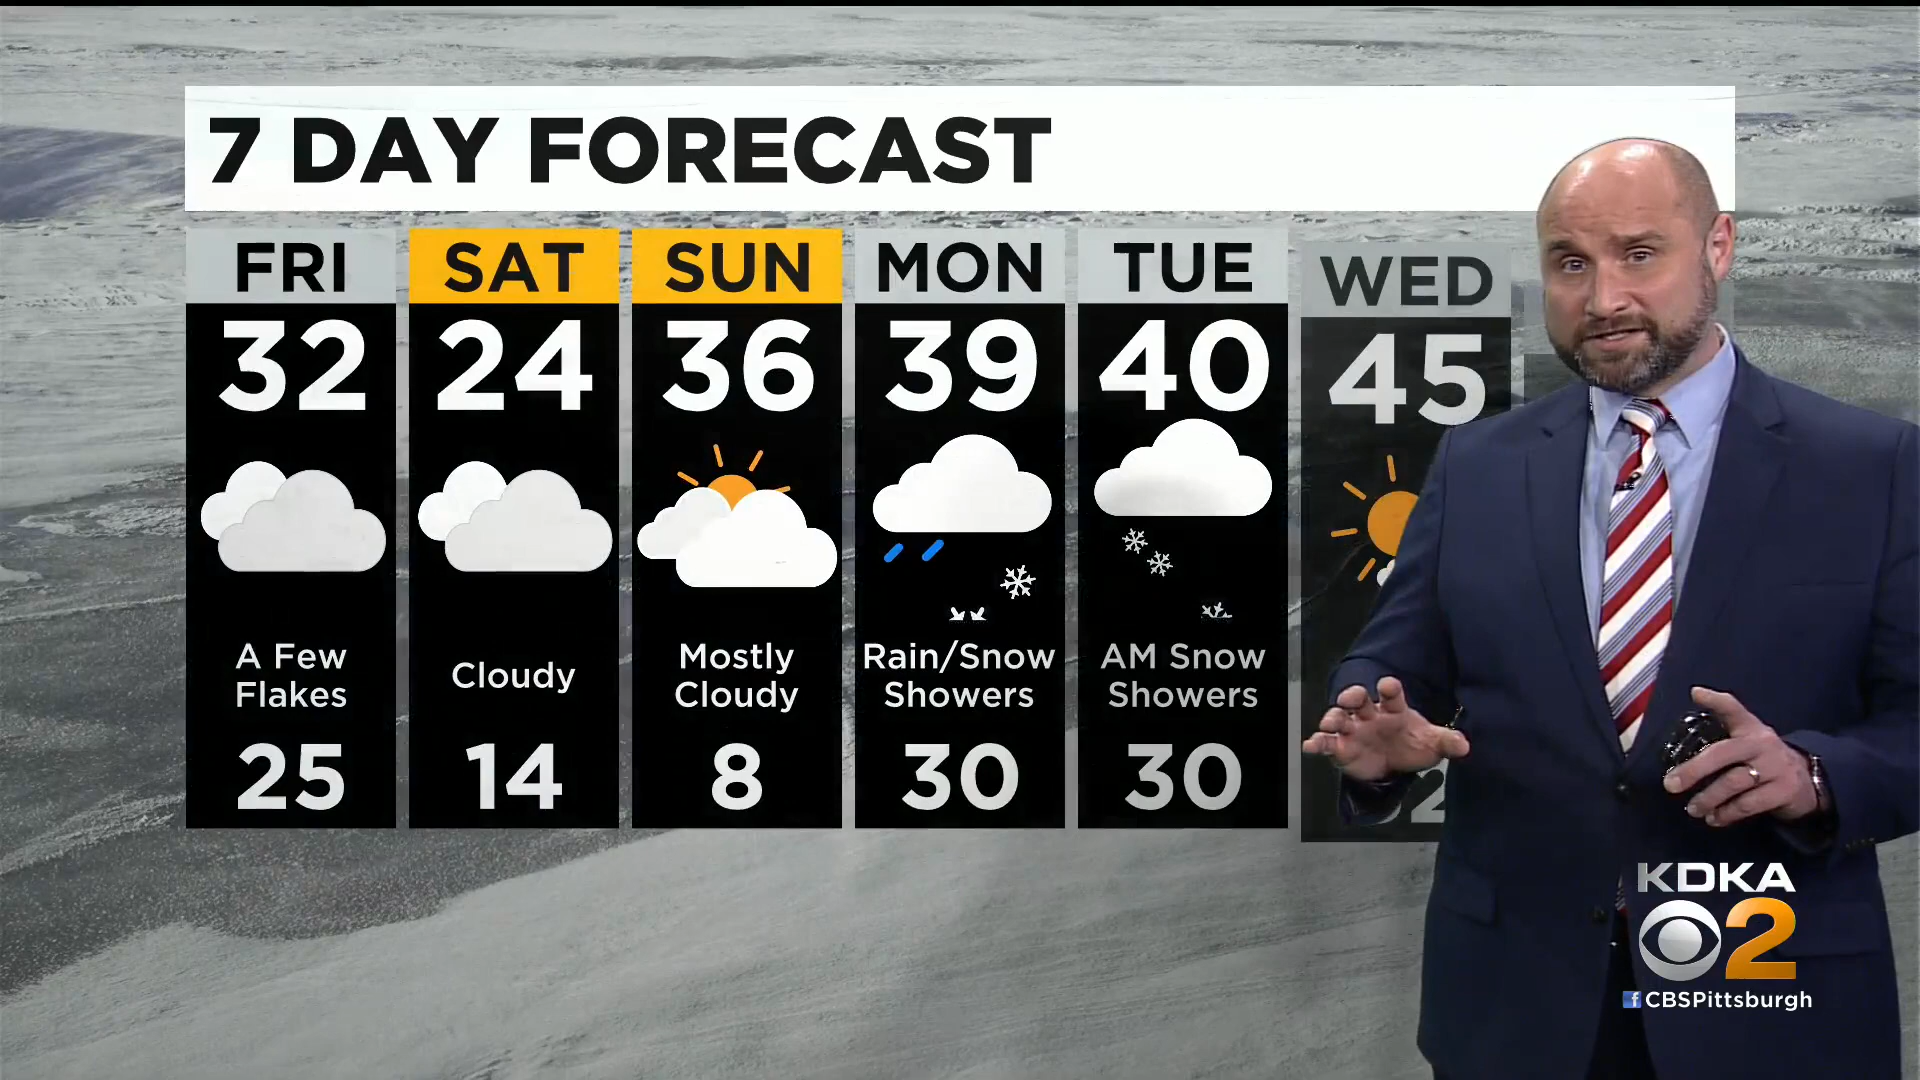 7 DAY FORECAST
FRI SAT SUN MON TUE WED
32 24 36 39 40 45
A Few
Flakes
Cloudy
Mostly
Cloudy
Rain/Snow
Showers
AM Snow
Showers
25 14 8 30 30
KDKA
2
f CBSPittsburgh